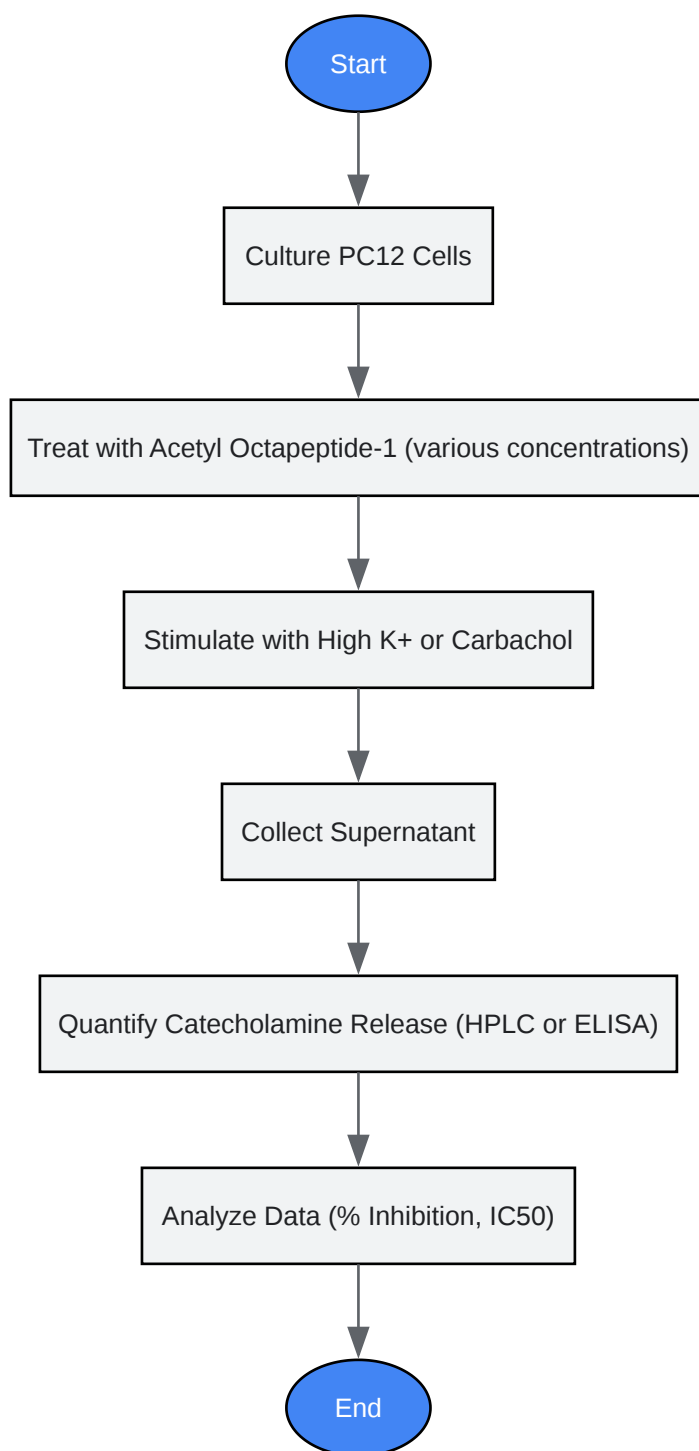 Start
Culture PC12 Cells
Treat with Acetyl Octapeptide-1 (various concentrations)
Stimulate with High K+ or Carbachol
Collect Supernatant
Quantify Catecholamine Release (HPLC or ELISA)
Analyze Data (% Inhibition, IC50)
End